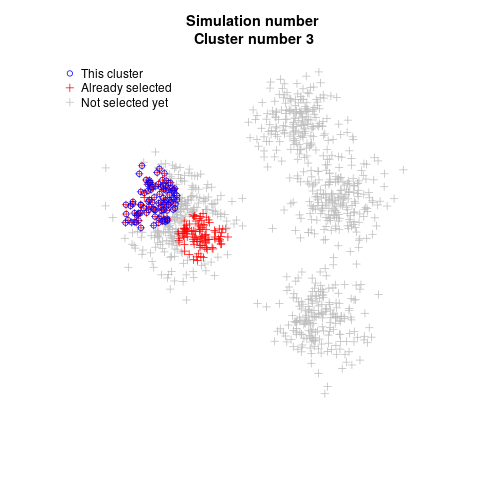 Simulation number
Cluster number 3
This cluster
Already selected
Not selected yet